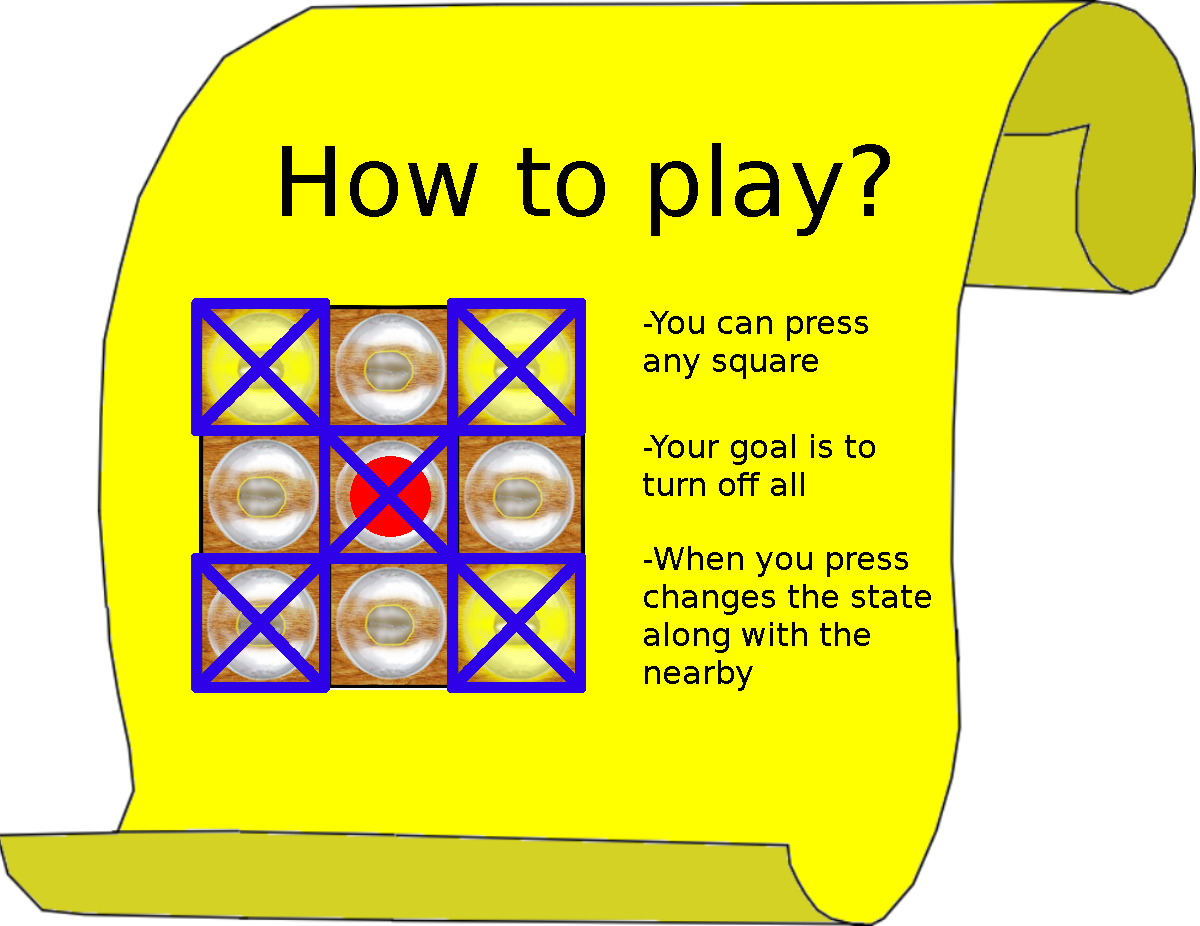 How to play?
-You can press
any square
-Your goal is to
turn off all
-When you press
changes the state
along with the
nearby